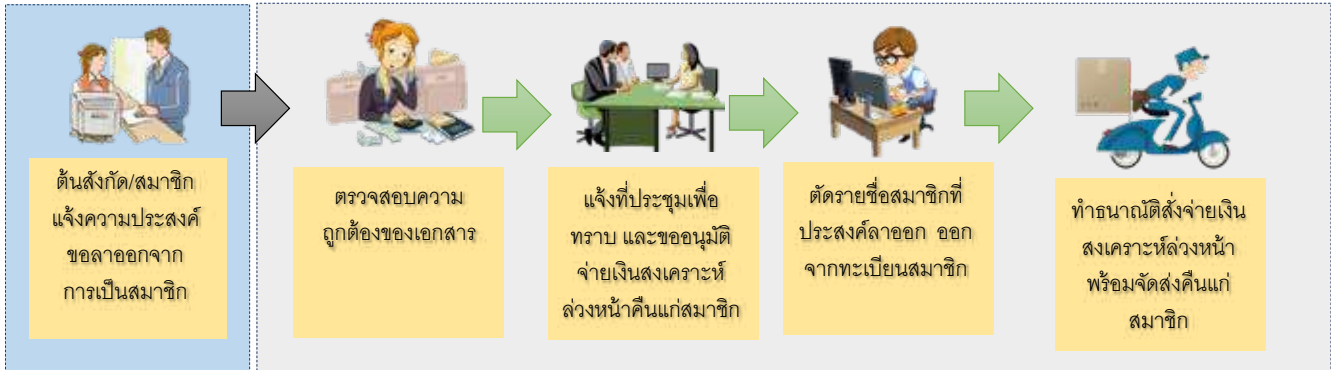 ต้นสังกัด/สมาชิก
แจ้งความประสงค์
ขอลาออกจาก
การเป็นสมาชิก
ตรวจสอบความ
ถูกต้องของเอกสาร
แจ้งที่ประชุมเพื่อ
ทราบ และขออนุมัติ
จ่ายเงินสงเคราะห์
ล่วงหน้าคืนแก่สมาชิก
ตัดรายชื่อสมาชิกที่
ประสงค์ลาออก ออก
จากทะเบียนสมาชิก
ทำธนาณัติสั่งจ่ายเงิน
สงเคราะห์ล่วงหน้า
พร้อมจัดส่งคืนแก่
สมาชิก